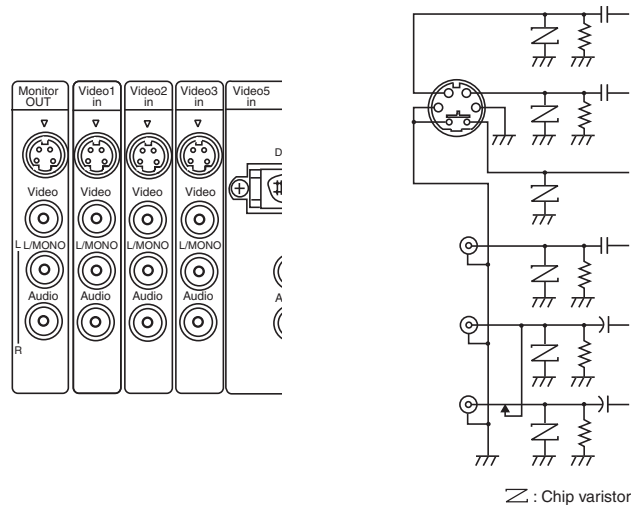 Monitor OUT
Video1 in
Video2 in
Video3 in
Video5 in
D
Video
Video
Video
Video
L L/MONO
L/MONO
L/MONO
L/MONO
Audio
Audio
Audio
Audio
A
R
: Chip varistor